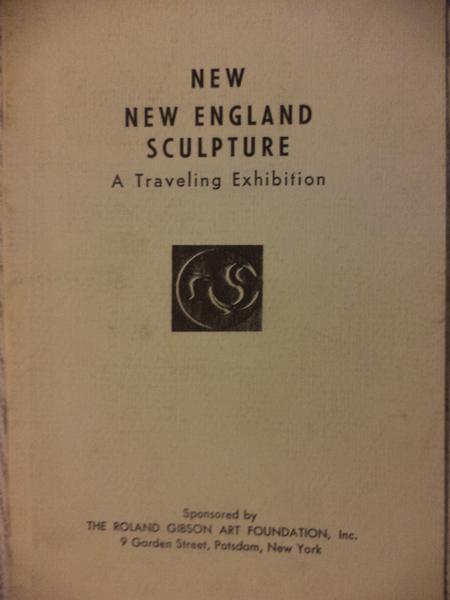 NEW
NEW ENGLAND
SCULPTURE
A Traveling Exhibition
Sponsored by
THE ROLAND GIBSON ART FOUNDATION, Inc.
9 Garden Street, Potsdam, New York